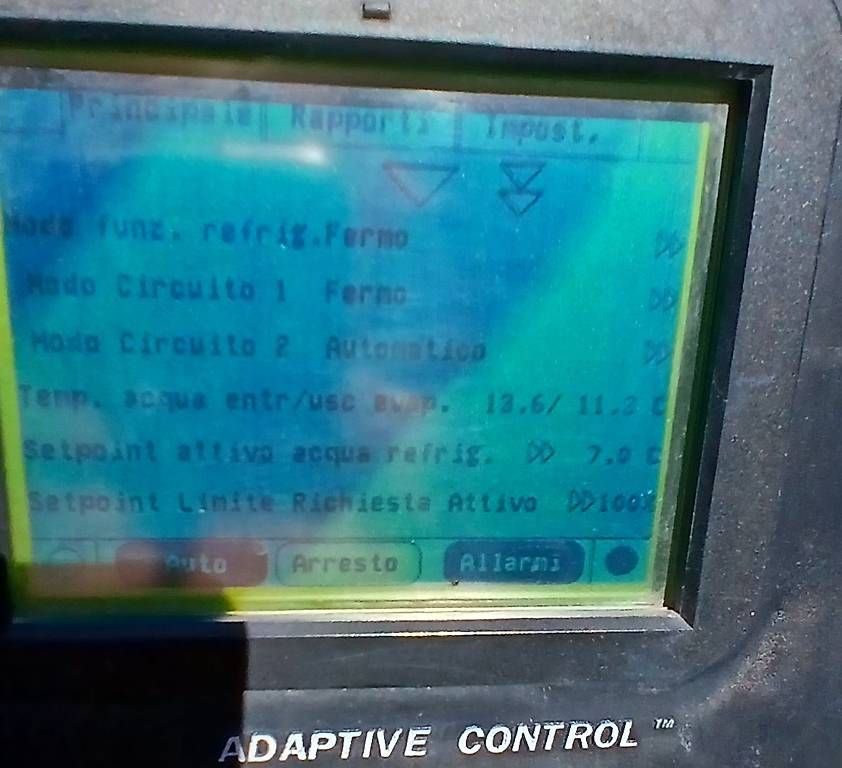 Principale Rapporti Impost.
Modo funz. refrig. Fermo
Modo Circuito 1 Fermo
Modo Circuito 2 Automatico
Temp. acqua entr/usc evap. 13.6/ 11.2 C
Setpoint attivo acqua refrig. 7.0 C
Setpoint Limite Richiesta Attivo 100%
Auto Arresto Allarmi
ADAPTIVE CONTROL™